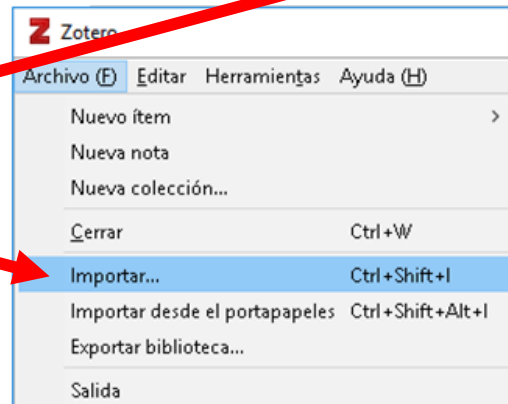 Z Zotero
Archivo (F) Editar Herramientas Ayuda (H)
Nuevo ítem >
Nueva nota
Nueva colección...
Cerrar Ctrl+W
Importar... Ctrl+Shift+I
Importar desde el portapapeles Ctrl+Shift+Alt+I
Exportar biblioteca...
Salida